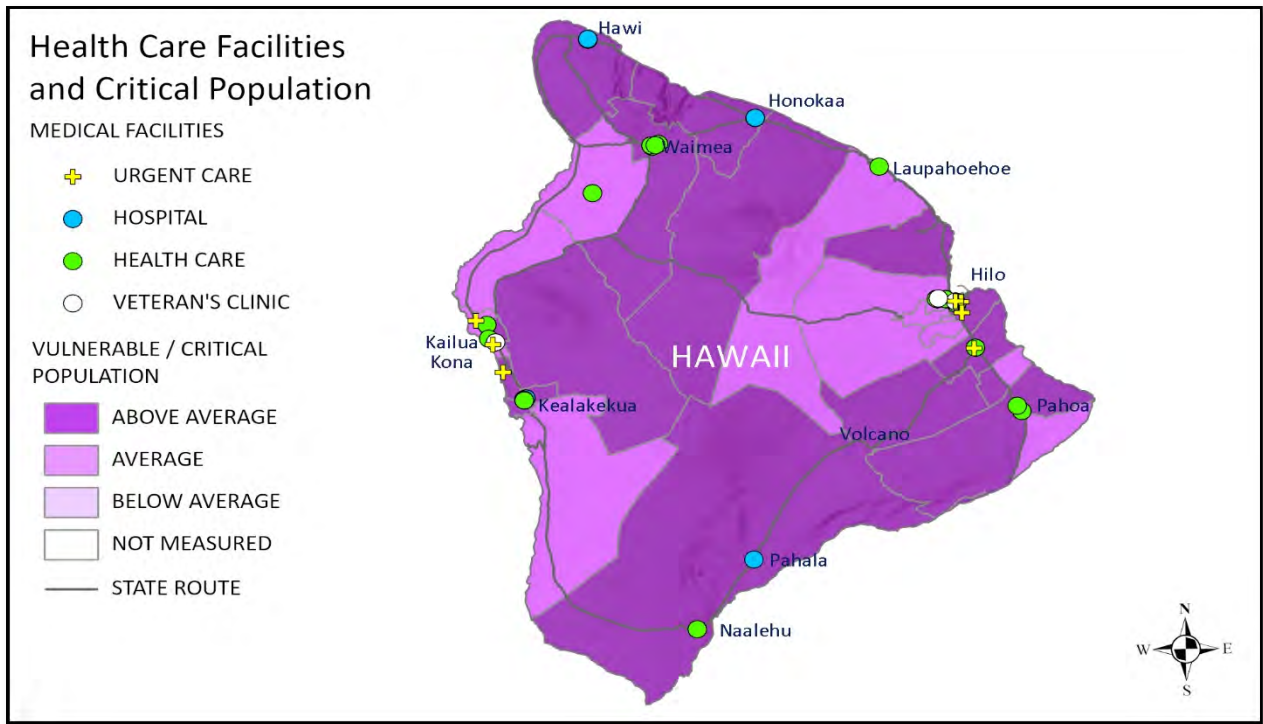 Health Care Facilities
and Critical Population
MEDICAL FACILITIES
URGENT CARE
HOSPITAL
HEALTH CARE
VETERAN'S CLINIC
VULNERABLE / CRITICAL
POPULATION
ABOVE AVERAGE
AVERAGE
BELOW AVERAGE
NOT MEASURED
STATE ROUTE
Hawi
Honokaa
Waimea
Laupahoehoe
Hilo
Kailua
Kona
HAWAII
Kealakekua
Pahoa
Volcano
Pahala
Naalehu
N
W
E
S